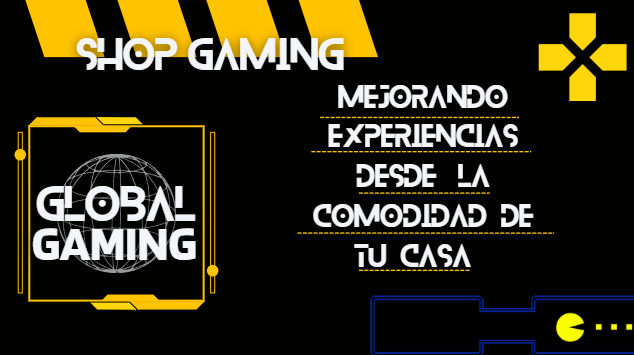 SHOP GAMING
MEJORANDO
EXPERIENCIAS
DESDE LA
COMODIDAD DE
TU CASA
GLOBAL
GAMING